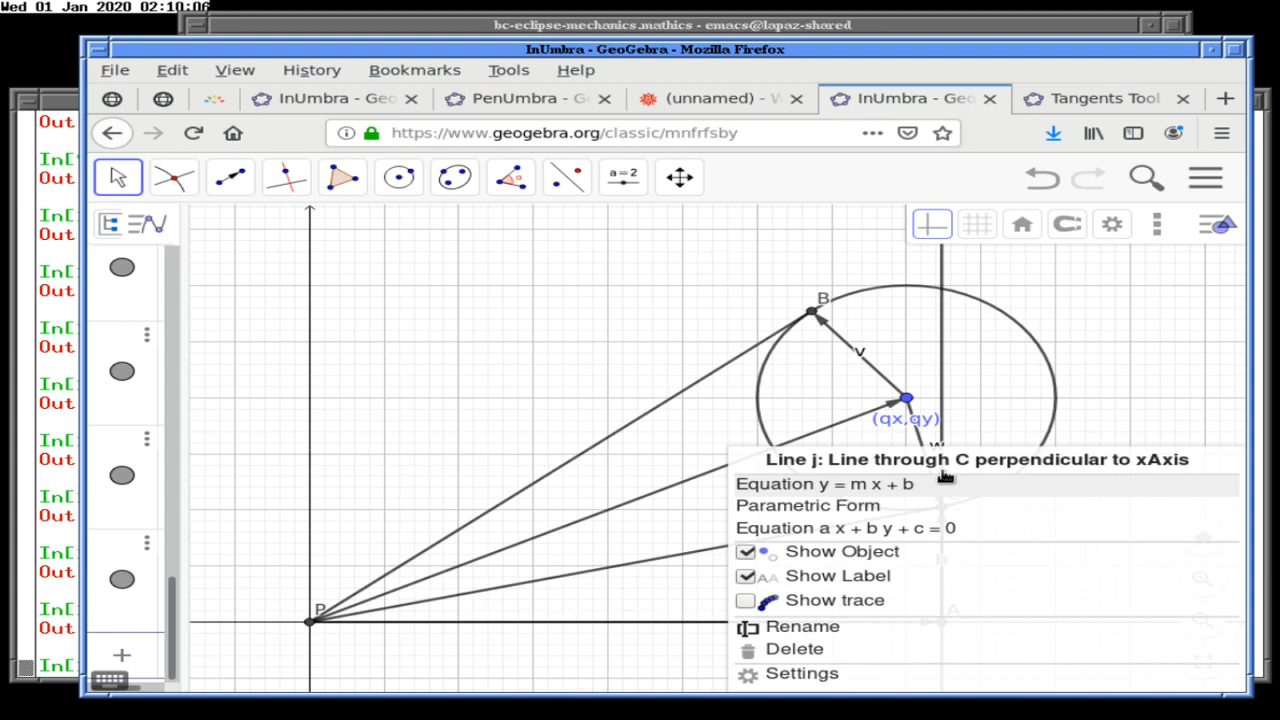 Wed 01 Jan 2020 02:10:06
bc-eclipse-mechanics.mathics - emacs@lapaz-shared
InUmbra - GeoGebra - Mozilla Firefox
File Edit View History Bookmarks Tools Help
InUmbra - Geo PenUmbra - G (unnamed) - W InUmbra - Geo Tangents Tool
https://www.geogebra.org/classic/mnfrfsby
a=2
Out
In[
Out
In[
Out
In[
Out
In[
Out
In[
Out
In[
Out
In[
Out
In[
Out
In[
Out
In[
B
v
(qx,qy)
w
P
Line j: Line through C perpendicular to xAxis
Equation y = m x + b
Parametric Form
Equation a x + b y + c = 0
b
Show Object
AA Show Label
Show trace
A
Rename
Delete
Settings